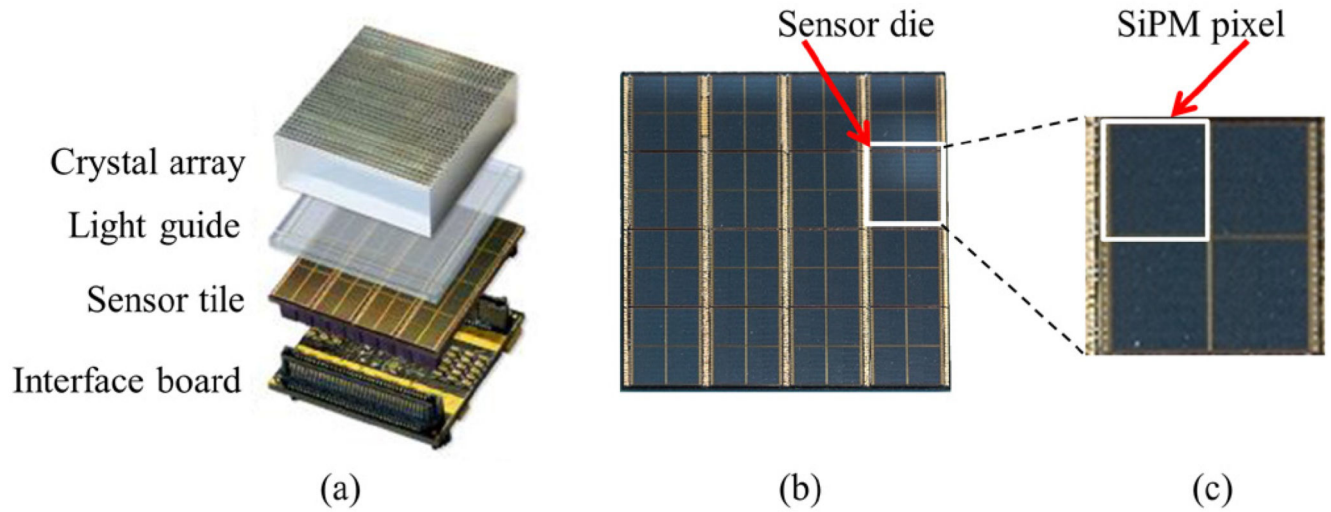 Sensor die
SiPM pixel
Crystal array
Light guide
Sensor tile
Interface board
(a)
(b)
(c)